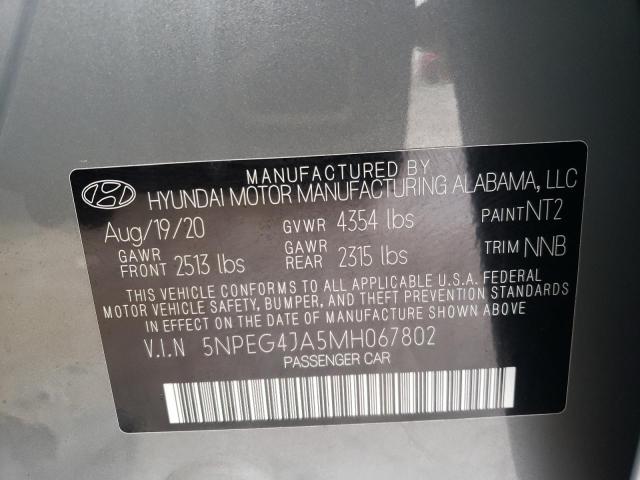 MANUFACTURED BY
HYUNDAI MOTOR MANUFACTURING ALABAMA, LLC
Aug/19/20 GVWR 4354 lbs PAINT NT2
GAWR FRONT 2513 lbs GAWR REAR 2315 lbs TRIM NNB
THIS VEHICLE CONFORMS TO ALL APPLICABLE U.S.A. FEDERAL
MOTOR VEHICLE SAFETY, BUMPER, AND THEFT PREVENTION STANDARDS
IN EFFECT ON THE DATE OF MANUFACTURE SHOWN ABOVE
V.I.N 5NPEG4JA5MH067802
PASSENGER CAR